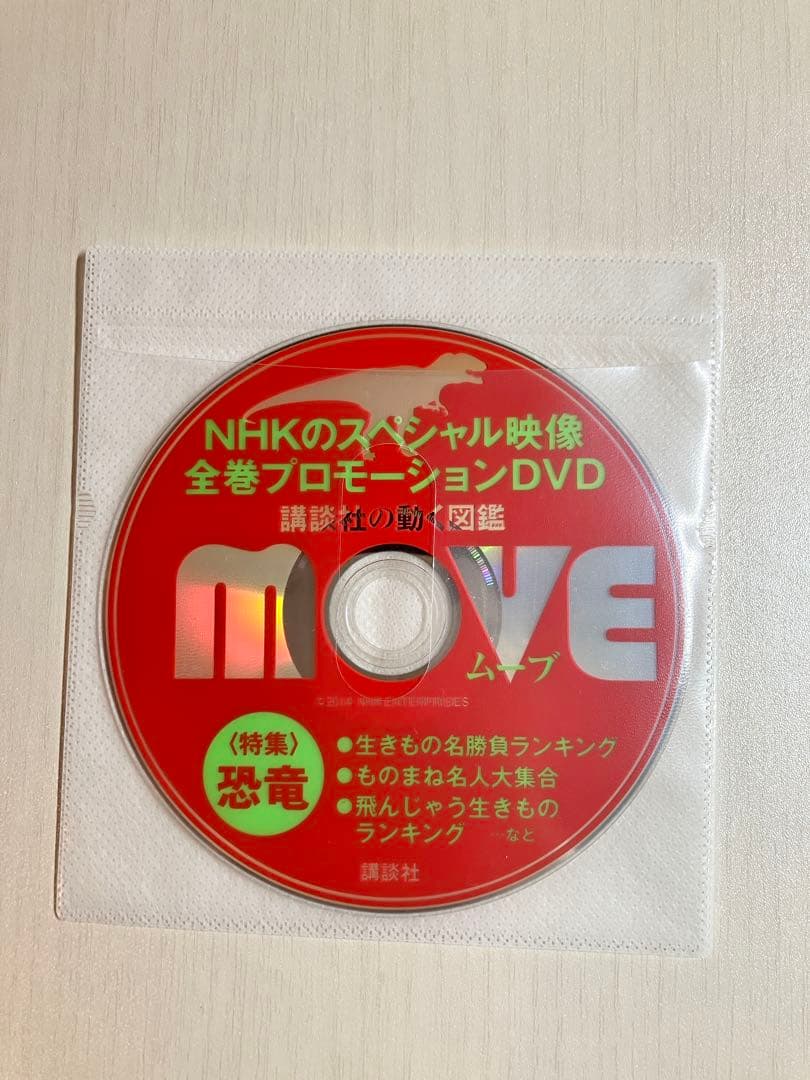 NHKのスペシャル映像
全巻プロモーションDVD
講談社の動く図鑑
MOVE
ムーブ
〈特集〉
恐竜
●生きもの名勝負ランキング
●ものまね名人大集合
●飛んじゃう生きもの
ランキング …など
講談社